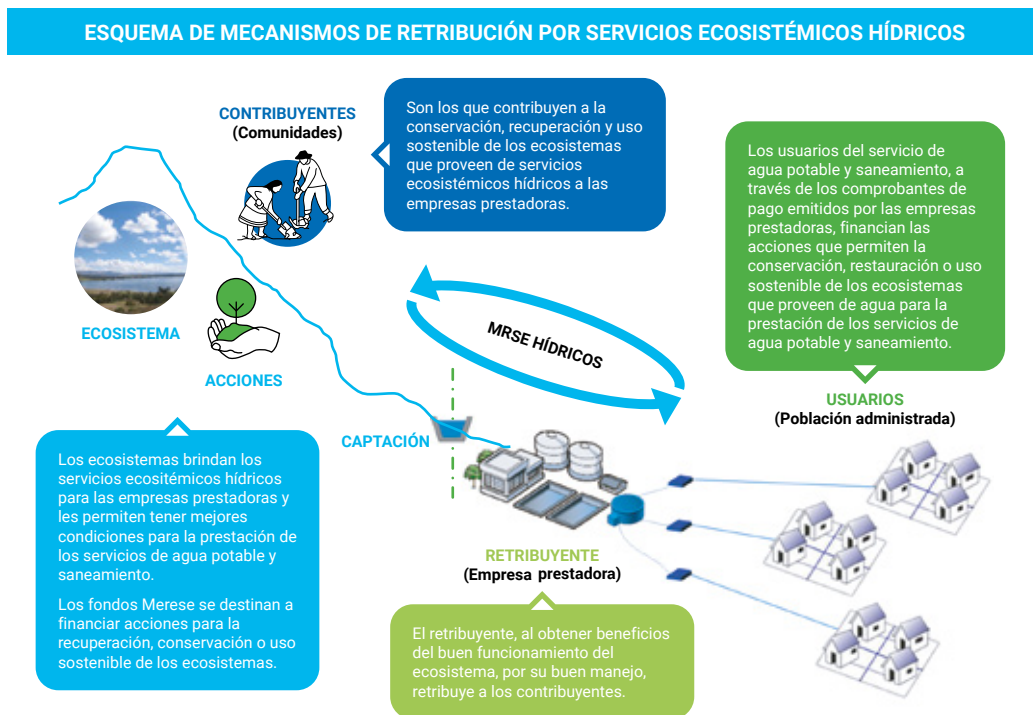 ESQUEMA DE MECANISMOS DE RETRIBUCIÓN POR SERVICIOS ECOSISTÉMICOS HÍDRICOS
CONTRIBUYENTES
(Comunidades)
Son los que contribuyen a la
conservación, recuperación y uso
sostenible de los ecosistemas
que proveen de servicios
ecosistémicos hídricos a las
empresas prestadoras.
Los usuarios del servicio de
agua potable y saneamiento, a
través de los comprobantes de
pago emitidos por las empresas
prestadoras, financian las
acciones que permiten la
conservación, restauración o uso
sostenible de los ecosistemas
que proveen de agua para la
prestación de los servicios de
agua potable y saneamiento.
ECOSISTEMA
ACCIONES
MRSE HÍDRICOS
USUARIOS
(Población administrada)
CAPTACIÓN
Los ecosistemas brindan los
servicios ecositémicos hídricos
para las empresas prestadoras y
les permiten tener mejores
condiciones para la prestación de
los servicios de agua potable y
saneamiento.
Los fondos Merese se destinan a
financiar acciones para la
recuperación, conservación o uso
sostenible de los ecosistemas.
RETRIBUYENTE
(Empresa prestadora)
El retribuyente, al obtener beneficios
del buen funcionamiento del
ecosistema, por su buen manejo,
retribuye a los contribuyentes.